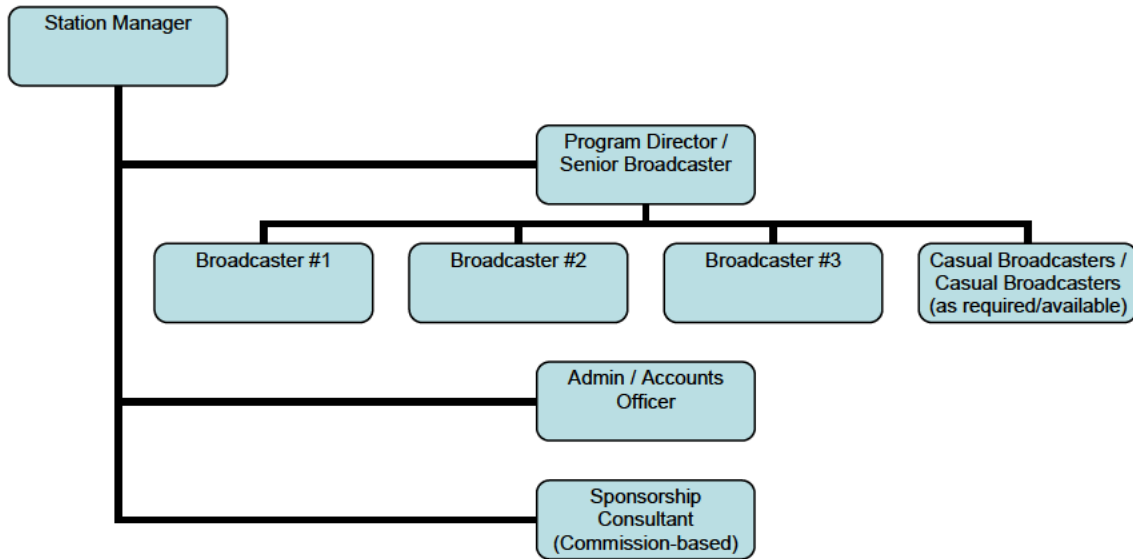 Station Manager
Program Director /
Senior Broadcaster
Broadcaster #1
Broadcaster #2
Broadcaster #3
Casual Broadcasters /
Casual Broadcasters
(as required/available)
Admin / Accounts
Officer
Sponsorship
Consultant
(Commission-based)